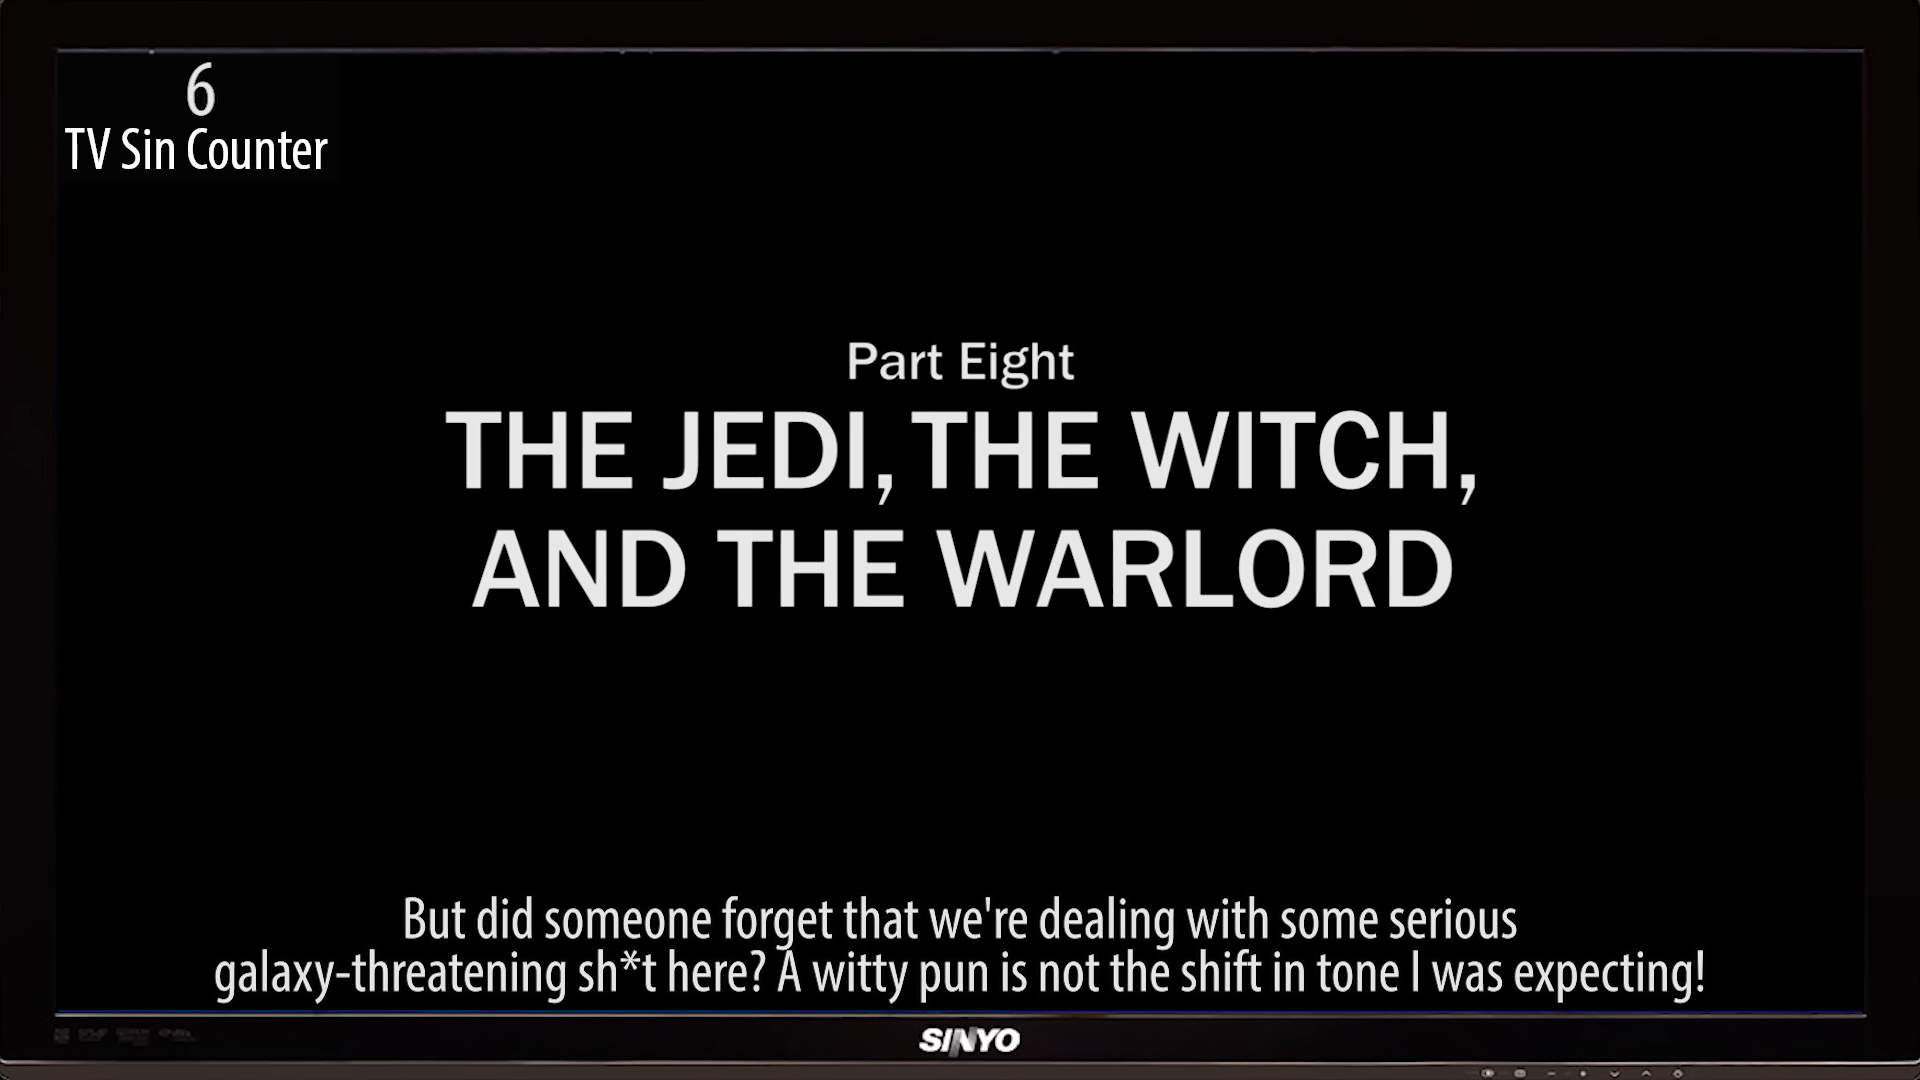 6
TV Sin Counter
Part Eight
THE JEDI, THE WITCH,
AND THE WARLORD
But did someone forget that we're dealing with some serious
galaxy-threatening sh*t here? A witty pun is not the shift in tone I was expecting!
SINYO